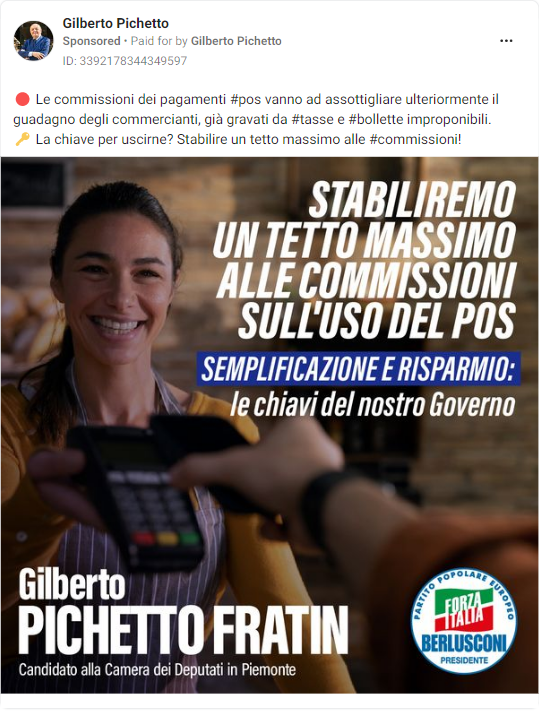 Gilberto Pichetto
Sponsored • Paid for by Gilberto Pichetto
ID: 3392178344349597
🔴 Le commissioni dei pagamenti #pos vanno ad assottigliare ulteriormente il
guadagno degli commercianti, già gravati da #tasse e #bollette improponibili.
🔑 La chiave per uscirne? Stabilire un tetto massimo alle #commissioni!
STABILIREMO
UN TETTO MASSIMO
ALLE COMMISSIONI
SULL'USO DEL POS
SEMPLIFICAZIONE E RISPARMIO:
le chiavi del nostro Governo
Gilberto
PICHETTO FRATIN
Candidato alla Camera dei Deputati in Piemonte
PARTITO POPOLARE EUROPEO
FORZA
ITALIA
BERLUSCONI
PRESIDENTE